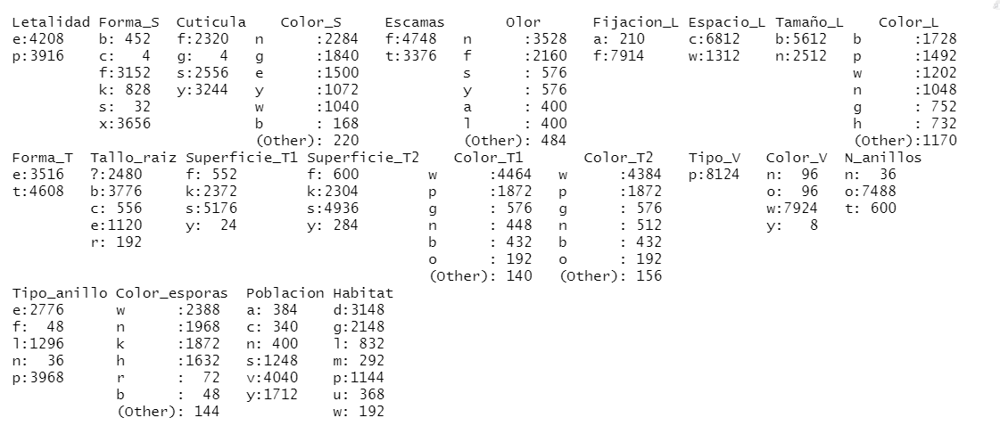 Letalidad Forma_S  Cuticula    Color_S     Escamas       Olor      Fijacion_L Espacio_L Tamaño_L    Color_L
e:4208    b: 452   f:2320   n      :2284   f:4748   n      :3528   a: 210     c:6812    b:5612   b      :1728
p:3916    c:   4   g:   4   g      :1840   t:3376   f      :2160   f:7914     w:1312    n:2512   p      :1492
f:3152   s:2556   e      :1500            s      : 576                                  w      :1202
k: 828   y:3244   y      :1072            y      : 576                                  n      :1048
s:  32            w      :1040            a      : 400                                  g      : 752
x:3656            b      : 168            l      : 400                                  h      : 732
(Other): 220            (Other): 484                                  (Other):1170
Forma_T  Tallo_raiz Superficie_T1 Superficie_T2    Color_T1       Color_T2    Tipo_V   Color_V  N_anillos
e:3516   ?:2480     f: 552        f: 600        w      :4464   w      :4384   p:8124   n:  96   n:  36
t:4608   b:3776     k:2372        k:2304        p      :1872   p      :1872            o:  96   o:7488
c: 556     s:5176        s:4936        g      : 576   g      : 576            w:7924   t: 600
e:1120     y:  24        y: 284        n      : 448   n      : 512            y:   8
r: 192                                 b      : 432   b      : 432
o      : 192   o      : 192
(Other): 140   (Other): 156
Tipo_anillo Color_esporas  Poblacion Habitat
e:2776      w      :2388   a: 384    d:3148
f:  48      n      :1968   c: 340    g:2148
l:1296      k      :1872   n: 400    l: 832
n:  36      h      :1632   s:1248    m: 292
p:3968      r      :  72   v:4040    p:1144
b      :  48   y:1712    u: 368
(Other): 144             w: 192